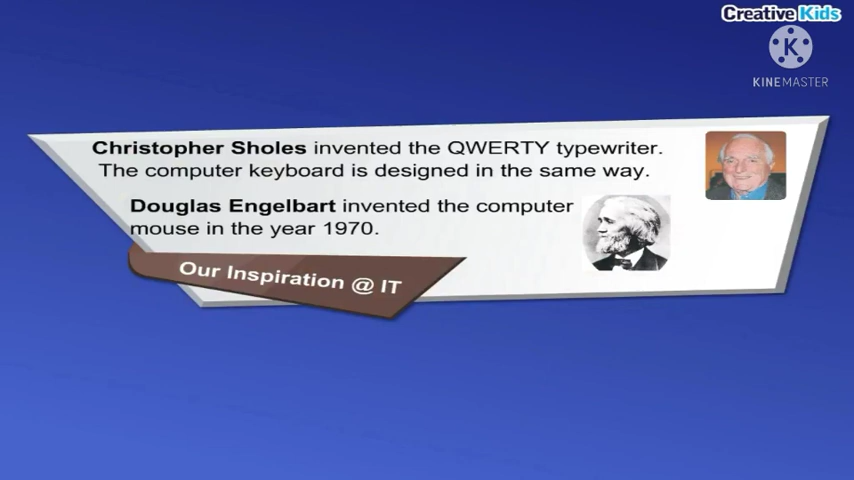 Creative Kids
KINEMASTER
Christopher Sholes invented the QWERTY typewriter.
The computer keyboard is designed in the same way.
Douglas Engelbart invented the computer
mouse in the year 1970.
Our Inspiration @ IT